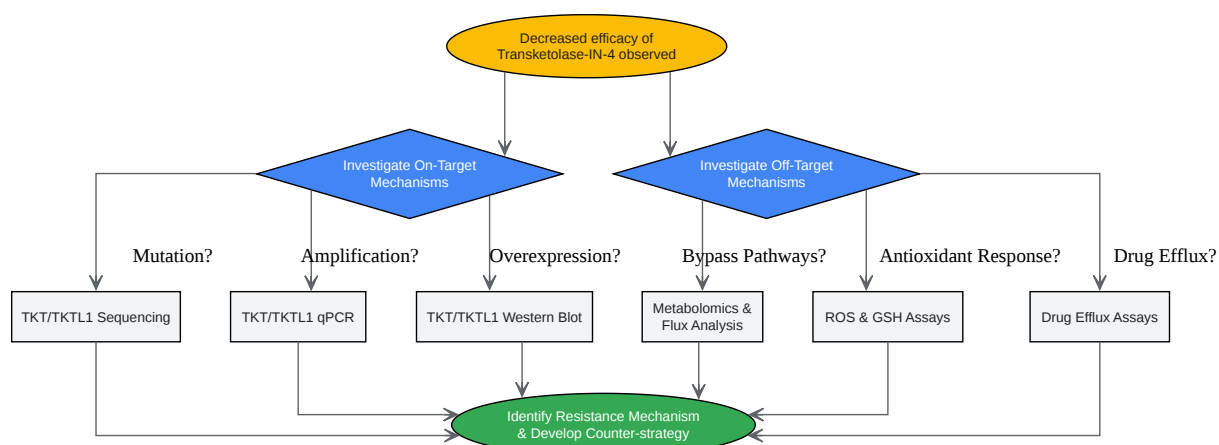 Decreased efficacy of
Transketolase-IN-4 observed
Investigate On-Target
Mechanisms
Investigate Off-Target
Mechanisms
Mutation?
Amplification?
Overexpression?
Bypass Pathways?
Antioxidant Response?
Drug Efflux?
TKT/TKTL1 Sequencing
TKT/TKTL1 qPCR
TKT/TKTL1 Western Blot
Metabolomics &
Flux Analysis
ROS & GSH Assays
Drug Efflux Assays
Identify Resistance Mechanism
& Develop Counter-strategy